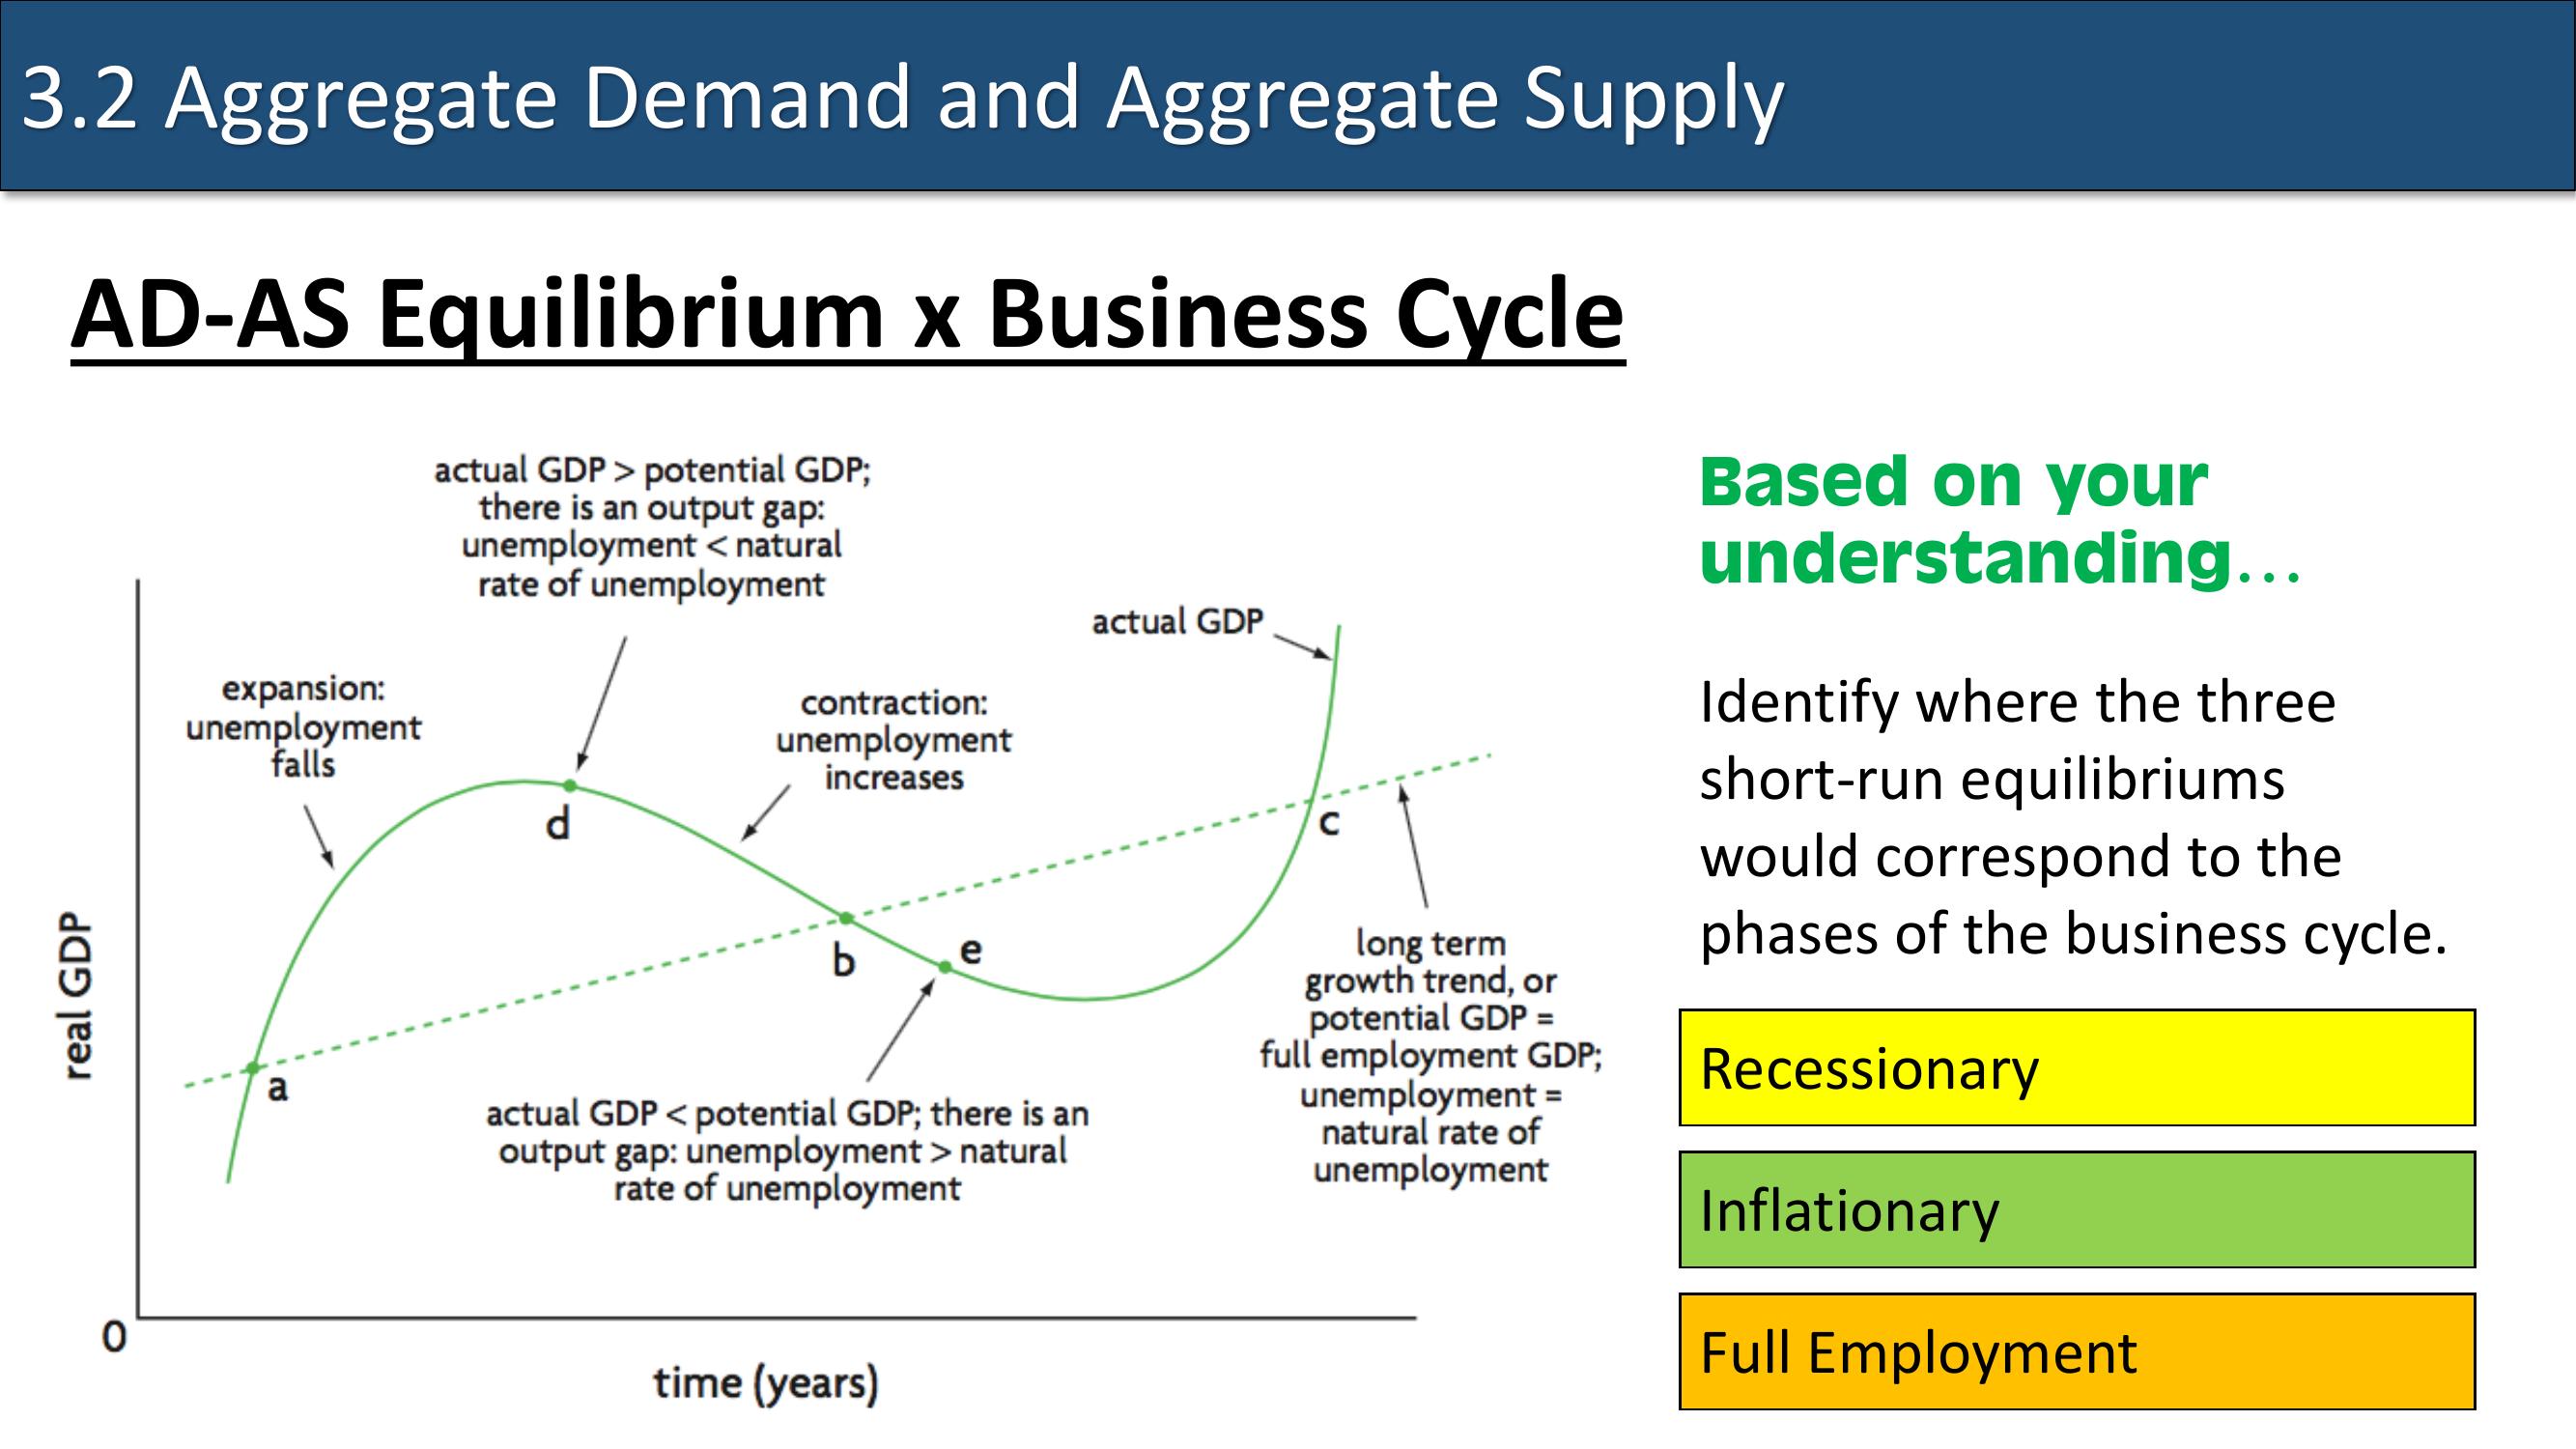 3.2 Aggregate Demand and Aggregate Supply
AD-AS Equilibrium x Business Cycle
actual GDP > potential GDP;
there is an output gap:
unemployment < natural
rate of unemployment
expansion:
unemployment
falls
contraction:
unemployment
increases
actual GDP
d
c
b
e
a
long term
growth trend, or
potential GDP =
full employment GDP;
unemployment =
natural rate of
unemployment
actual GDP < potential GDP; there is an
output gap: unemployment > natural
rate of unemployment
real GDP
0
time (years)
Based on your
understanding…
Identify where the three
short-run equilibriums
would correspond to the
phases of the business cycle.
Recessionary
Inflationary
Full Employment